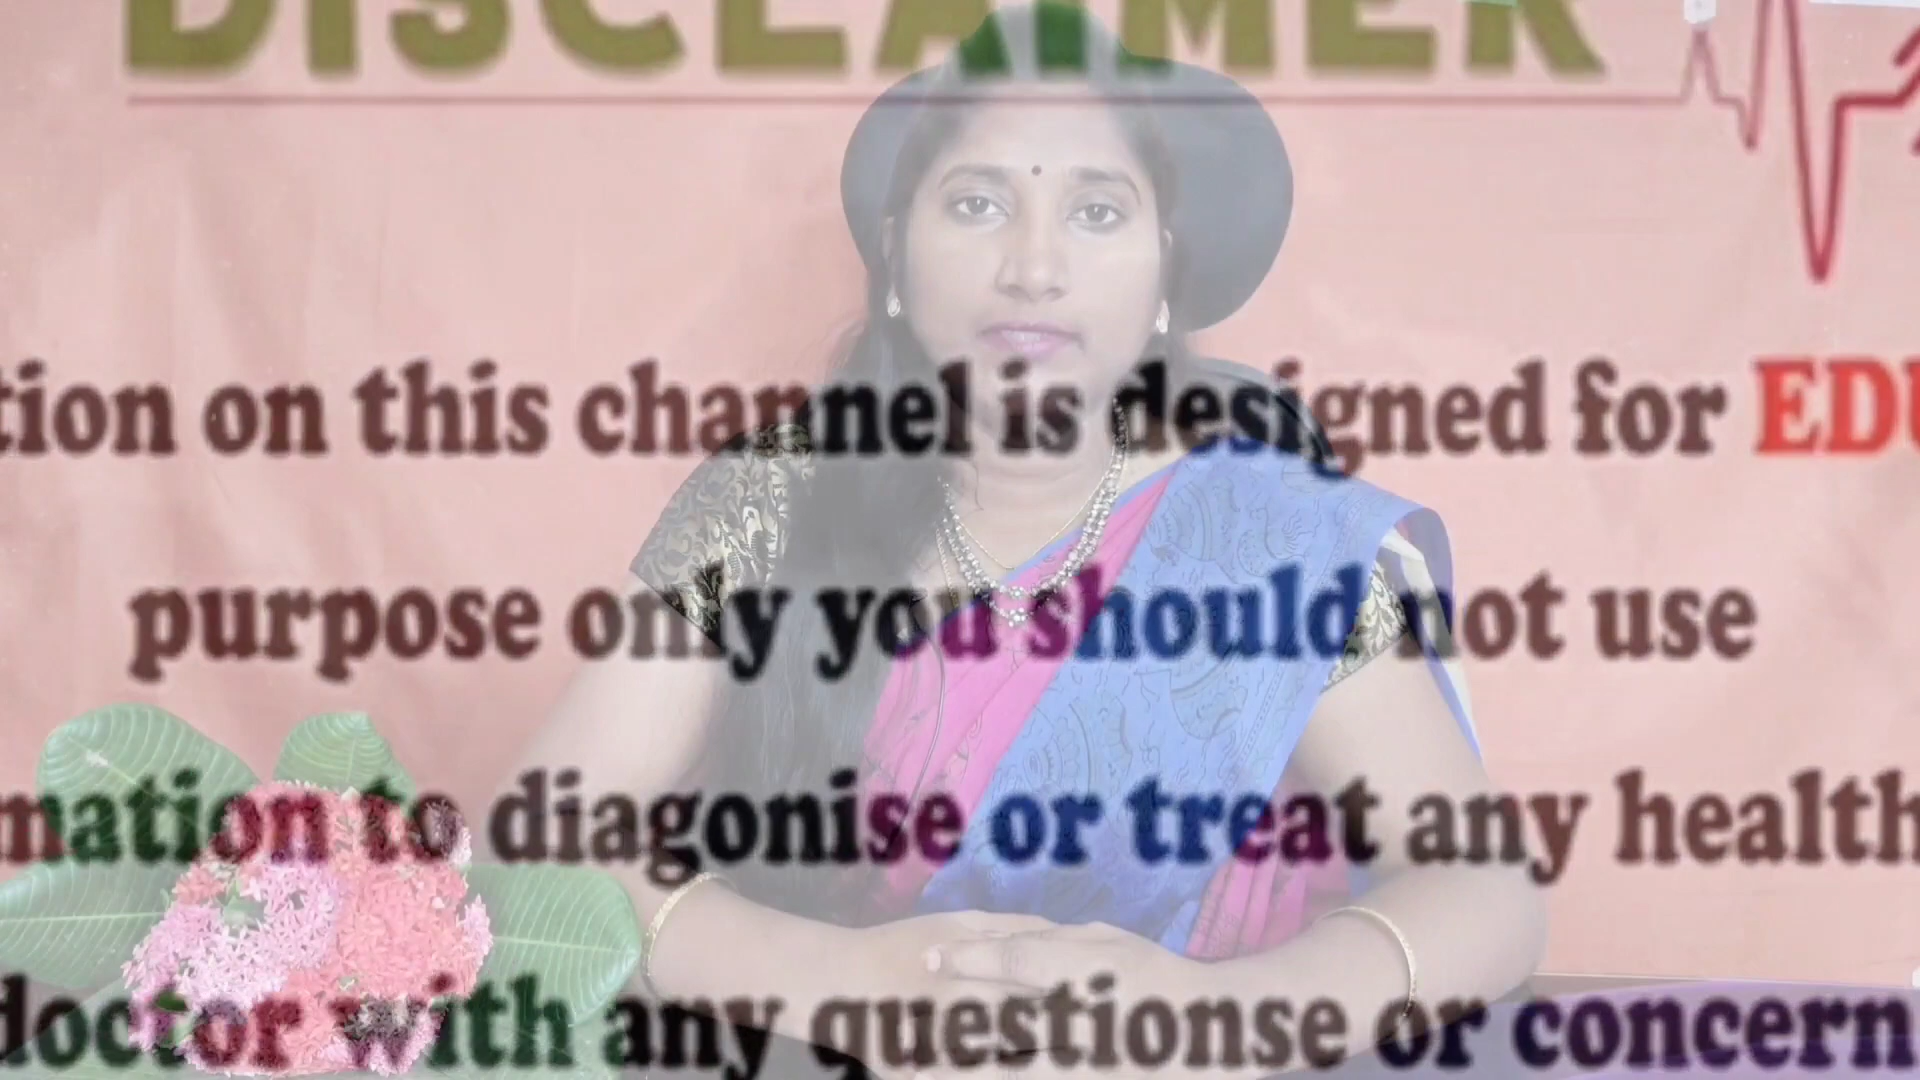 DISCLAIMER
tion on this channel is designed for EDU
purpose only you should not use
mation to diagonise or treat any health
doctor with any questionse or concern